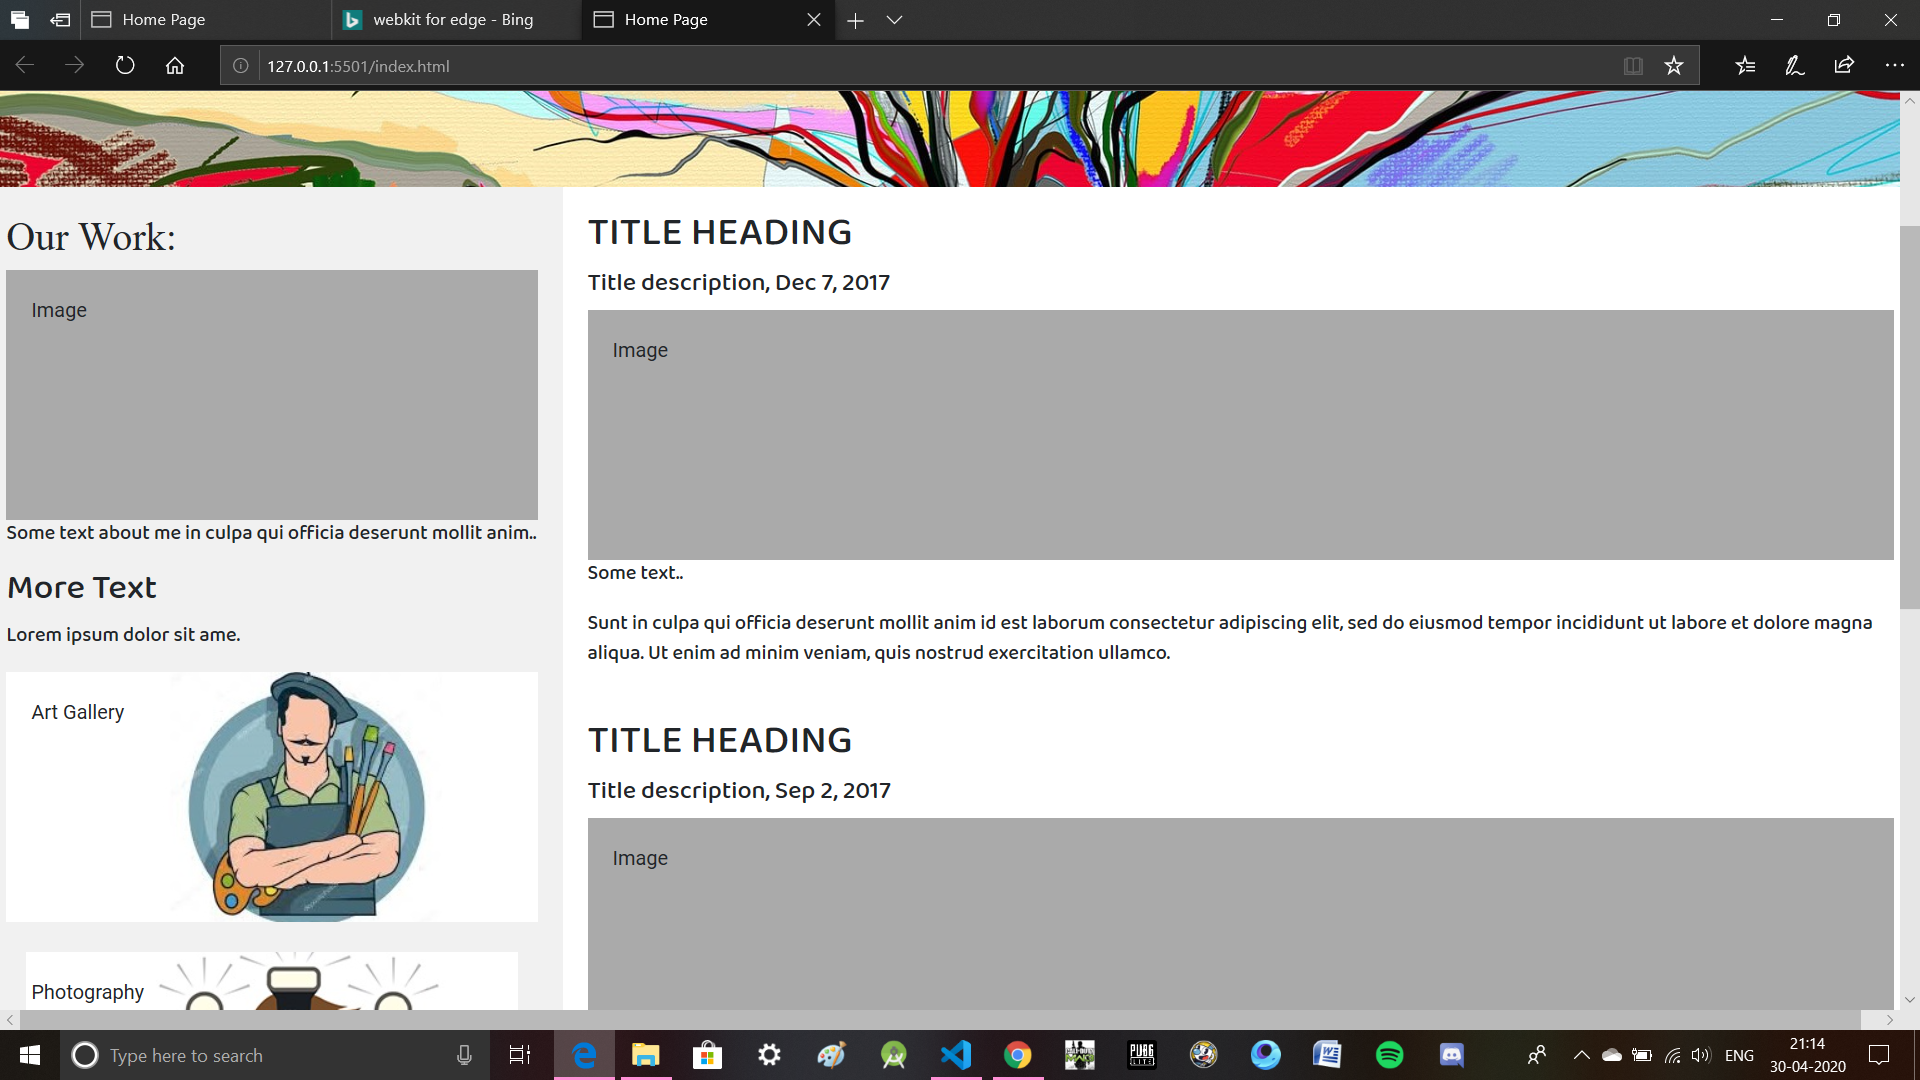 Home Page
webkit for edge - Bing
Home Page
127.0.0.1:5501/index.html
Our Work:
Image
Some text about me in culpa qui officia deserunt mollit anim..
More Text
Lorem ipsum dolor sit ame.
Art Gallery
Photography
TITLE HEADING
Title description, Dec 7, 2017
Image
Some text..
Sunt in culpa qui officia deserunt mollit anim id est laborum consectetur adipiscing elit, sed do eiusmod tempor incididunt ut labore et dolore magna
aliqua. Ut enim ad minim veniam, quis nostrud exercitation ullamco.
TITLE HEADING
Title description, Sep 2, 2017
Image
Type here to search
PUBG
ENG
21:14
30-04-2020